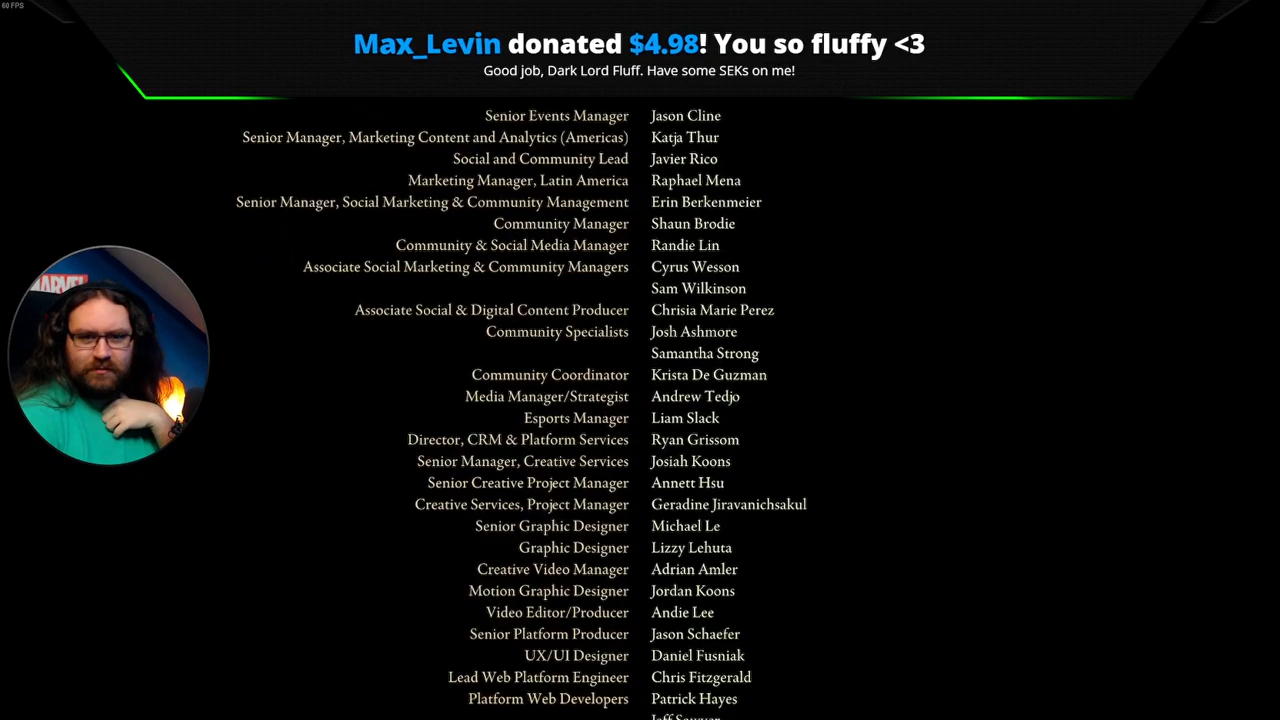 60 FPS
Max_Levin donated $4.98! You so fluffy <3
Good job, Dark Lord Fluff. Have some SEKs on me!
Senior Events Manager Jason Cline
Senior Manager, Marketing Content and Analytics (Americas) Katja Thur
Social and Community Lead Javier Rico
Marketing Manager, Latin America Raphael Mena
Senior Manager, Social Marketing & Community Management Erin Berkenmeier
Community Manager Shaun Brodie
Community & Social Media Manager Randie Lin
Associate Social Marketing & Community Managers Cyrus Wesson
Sam Wilkinson
MARVEL
Associate Social & Digital Content Producer Chrisia Marie Perez
Community Specialists Josh Ashmore
Samantha Strong
Community Coordinator Krista De Guzman
Media Manager/Strategist Andrew Tedjo
Esports Manager Liam Slack
Director, CRM & Platform Services Ryan Grissom
Senior Manager, Creative Services Josiah Koons
Senior Creative Project Manager Annett Hsu
Creative Services, Project Manager Geradine Jiravanichsakul
Senior Graphic Designer Michael Le
Graphic Designer Lizzy Lehuta
Creative Video Manager Adrian Amler
Motion Graphic Designer Jordan Koons
Video Editor/Producer Andie Lee
Senior Platform Producer Jason Schaefer
UX/UI Designer Daniel Fusniak
Lead Web Platform Engineer Chris Fitzgerald
Platform Web Developers Patrick Hayes
Jeff Sawyer